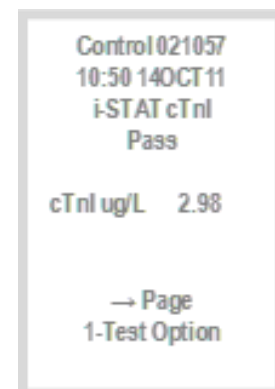 Control 021057
10:50 14OCT11
i-STAT cTnI
Pass
cTnI ug/L 2.98
→ Page
1-Test Option